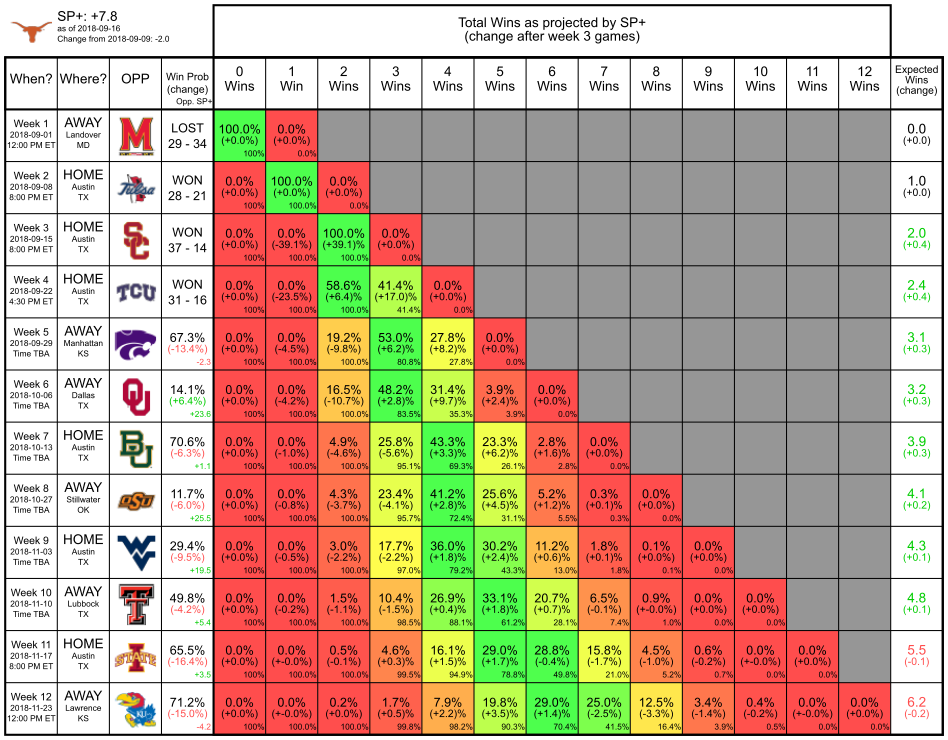 SP+: +7.8
as of 2018-09-16
Change from 2018-09-09: -2.0
Total Wins as projected by SP+
(change after week 3 games)
When? Where? OPP Win Prob (change) Opp. SP+ 0 Wins 1 Win 2 Wins 3 Wins 4 Wins 5 Wins 6 Wins 7 Wins 8 Wins 9 Wins 10 Wins 11 Wins 12 Wins Expected Wins (change)
Week 1 AWAY LOST 100.0% 0.0% 0.0
2018-09-01 Landover M 29 - 34 (+0.0%) (+0.0%) (+0.0)
12:00 PM ET MD 100% 0.0%
Week 2 HOME WON 0.0% 100.0% 0.0% 1.0
2018-09-08 Austin Tulsa 28 - 21 (+0.0%) (+0.0%) (+0.0%) (+0.0)
8:00 PM ET TX 100% 100.0% 0.0%
Week 3 HOME WON 0.0% 0.0% 100.0% 0.0% 2.0
2018-09-15 Austin SC 37 - 14 (+0.0%) (-39.1%) (+39.1%) (+0.0%) (+0.4)
8:00 PM ET TX 100% 100.0% 100.0% 0.0%
Week 4 HOME WON 0.0% 0.0% 58.6% 41.4% 0.0% 2.4
2018-09-22 Austin TCU 31 - 16 (+0.0%) (-23.5%) (+6.4%) (+17.0%) (+0.0%) (+0.4)
4:30 PM ET TX 100% 100.0% 100.0% 41.4% 0.0%
Week 5 AWAY 67.3% 0.0% 0.0% 19.2% 53.0% 27.8% 0.0% 3.1
2018-09-29 Manhattan (-13.4%) (+0.0%) (-4.5%) (-9.8%) (+6.2%) (+8.2%) (+0.0%) (+0.3)
Time TBA KS -2.3 100% 100.0% 100.0% 80.8% 27.8% 0.0%
Week 6 AWAY 14.1% 0.0% 0.0% 16.5% 48.2% 31.4% 3.9% 0.0% 3.2
2018-10-06 Dallas OU (+6.4%) (+0.0%) (-4.2%) (-10.7%) (+2.8%) (+9.7%) (+2.4%) (+0.0%) (+0.3)
Time TBA TX +23.6 100% 100.0% 100.0% 83.5% 35.3% 3.9% 0.0%
Week 7 HOME 70.6% 0.0% 0.0% 4.9% 25.8% 43.3% 23.3% 2.8% 0.0% 3.9
2018-10-13 Austin BU (-6.3%) (+0.0%) (-1.0%) (-4.6%) (-5.6%) (+3.3%) (+6.2%) (+1.6%) (+0.0%) (+0.3)
Time TBA TX +1.1 100% 100.0% 100.0% 95.1% 69.3% 26.1% 2.8% 0.0%
Week 8 AWAY 11.7% 0.0% 0.0% 4.3% 23.4% 41.2% 25.6% 5.2% 0.3% 0.0% 4.1
2018-10-27 Stillwater OSU (-6.0%) (+0.0%) (-0.8%) (-3.7%) (-4.1%) (+2.8%) (+4.5%) (+1.2%) (+0.1%) (+0.0%) (+0.2)
Time TBA OK +25.5 100% 100.0% 100.0% 95.7% 72.4% 31.1% 5.5% 0.3% 0.0%
Week 9 HOME 29.4% 0.0% 0.0% 3.0% 17.7% 36.0% 30.2% 11.2% 1.8% 0.1% 0.0% 4.3
2018-11-03 Austin WV (-9.5%) (+0.0%) (-0.5%) (-2.2%) (-2.2%) (+1.8%) (+2.4%) (+0.6%) (+0.1%) (+0.0%) (+0.0%) (+0.1)
Time TBA TX +19.5 100% 100.0% 100.0% 97.0% 79.2% 43.3% 13.0% 1.8% 0.1% 0.0%
Week 10 AWAY 49.8% 0.0% 0.0% 1.5% 10.4% 26.9% 33.1% 20.7% 6.5% 0.9% 0.0% 0.0% 4.8
2018-11-10 Lubbock T (-4.2%) (+0.0%) (-0.2%) (-1.1%) (-1.5%) (+0.4%) (+1.8%) (+0.7%) (-0.1%) (+-0.0%) (+0.0%) (+0.0%) (+0.1)
Time TBA TX +5.4 100% 100.0% 100.0% 98.5% 88.1% 61.2% 28.1% 7.4% 1.0% 0.0% 0.0%
Week 11 HOME 65.5% 0.0% 0.0% 0.5% 4.6% 16.1% 29.0% 28.8% 15.8% 4.5% 0.6% 0.0% 0.0% 5.5
2018-11-17 Austin I STATE (-16.4%) (+0.0%) (+-0.0%) (-0.1%) (+0.3%) (+1.5%) (+1.7%) (-0.4%) (-1.7%) (-1.0%) (-0.2%) (+-0.0%) (+0.0%) (-0.1)
8:00 PM ET TX +3.5 100% 100.0% 100.0% 99.5% 94.9% 78.8% 49.8% 21.0% 5.2% 0.7% 0.0% 0.0%
Week 12 AWAY 71.2% 0.0% 0.0% 0.2% 1.7% 7.9% 19.8% 29.0% 25.0% 12.5% 3.4% 0.4% 0.0% 0.0% 6.2
2018-11-23 Lawrence KU (-15.0%) (+0.0%) (+-0.0%) (+0.0%) (+0.5%) (+2.2%) (+3.5%) (+1.4%) (-2.5%) (-3.3%) (-1.4%) (-0.2%) (+-0.0%) (+0.0%) (-0.2)
12:00 PM ET KS -4.2 100% 100.0% 100.0% 99.8% 98.2% 90.3% 70.4% 41.5% 16.4% 3.9% 0.5% 0.0% 0.0%